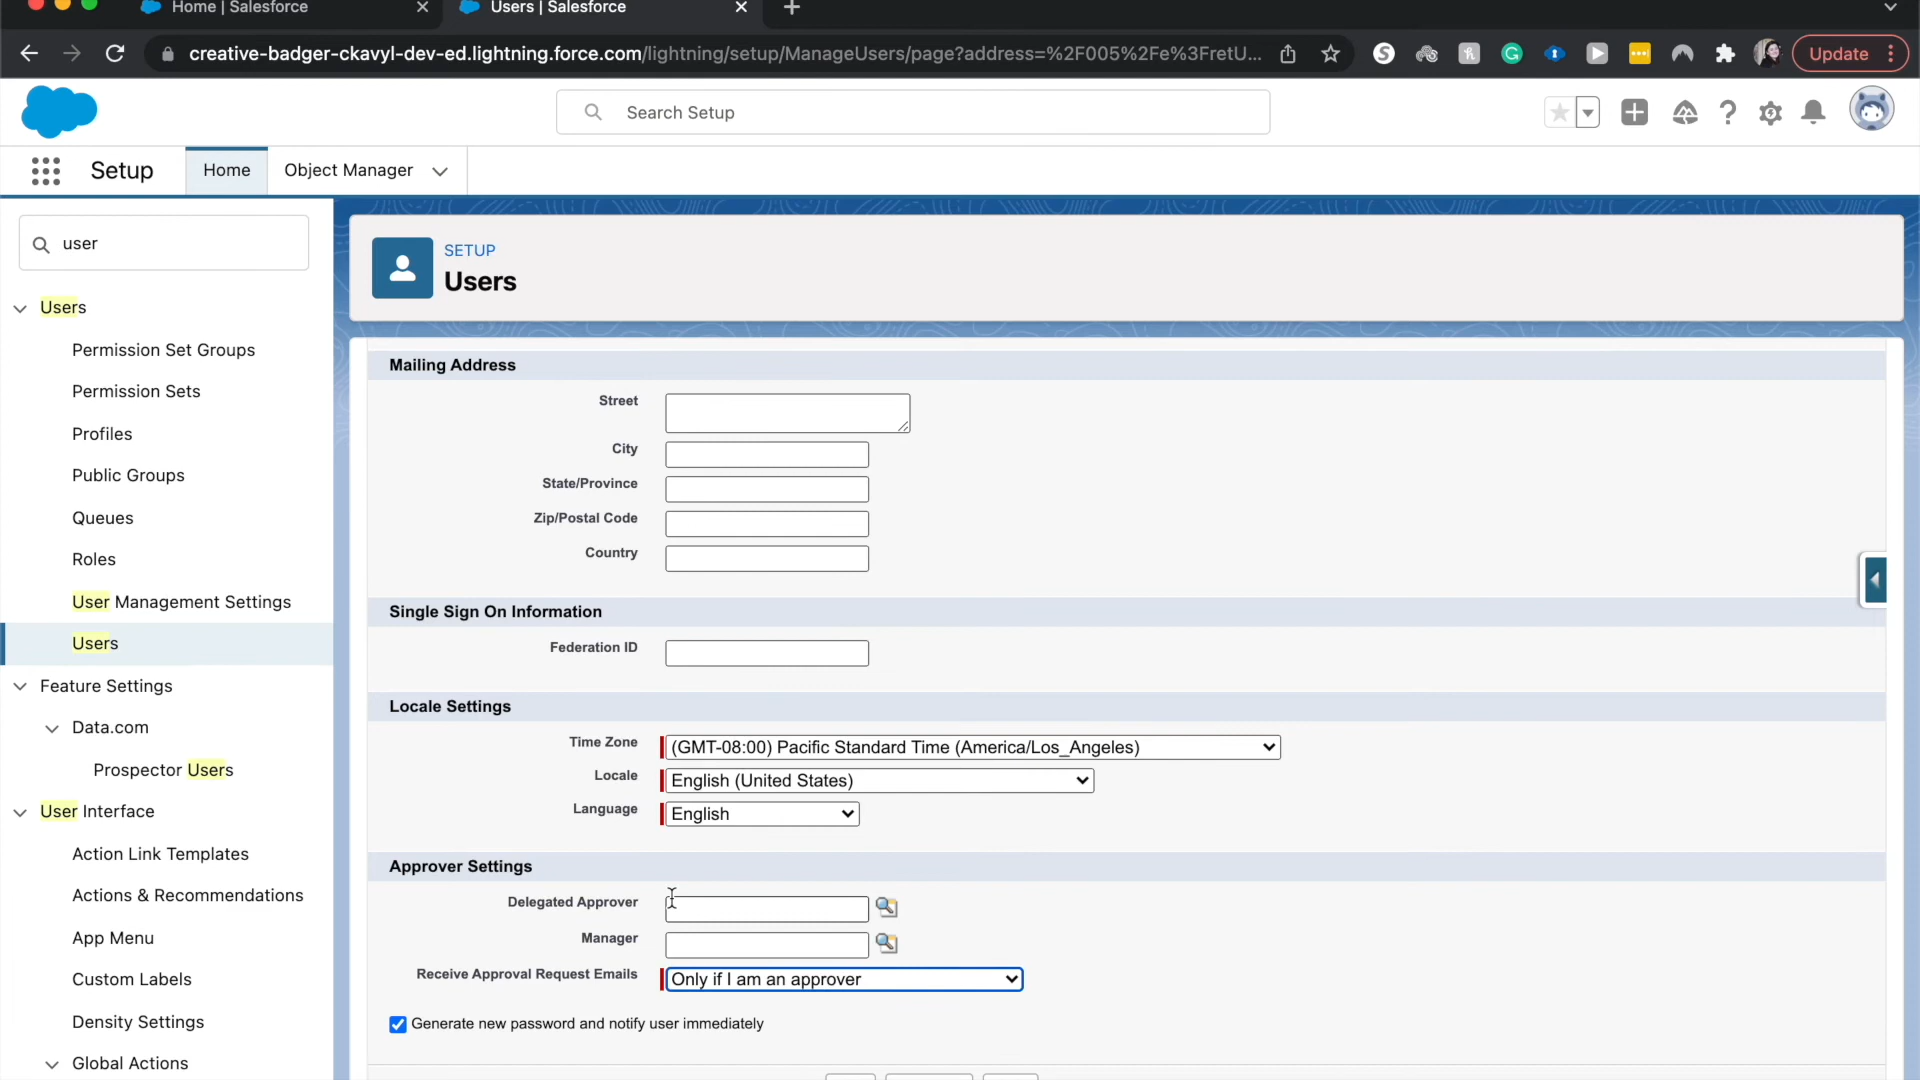 Home | Salesforce
Users | Salesforce
creative-badger-ckavyl-dev-ed.lightning.force.com/lightning/setup/ManageUsers/page?address=%2F005%2Fe%3FretU...
Update
Search Setup
Setup
Home
Object Manager
user
SETUP
Users
Users
Permission Set Groups
Permission Sets
Profiles
Public Groups
Queues
Roles
User Management Settings
Users
Feature Settings
Data.com
Prospector Users
User Interface
Action Link Templates
Actions & Recommendations
App Menu
Custom Labels
Density Settings
Global Actions
Mailing Address
Street
City
State/Province
Zip/Postal Code
Country
Single Sign On Information
Federation ID
Locale Settings
Time Zone (GMT-08:00) Pacific Standard Time (America/Los_Angeles)
Locale English (United States)
Language English
Approver Settings
Delegated Approver
Manager
Receive Approval Request Emails Only if I am an approver
Generate new password and notify user immediately